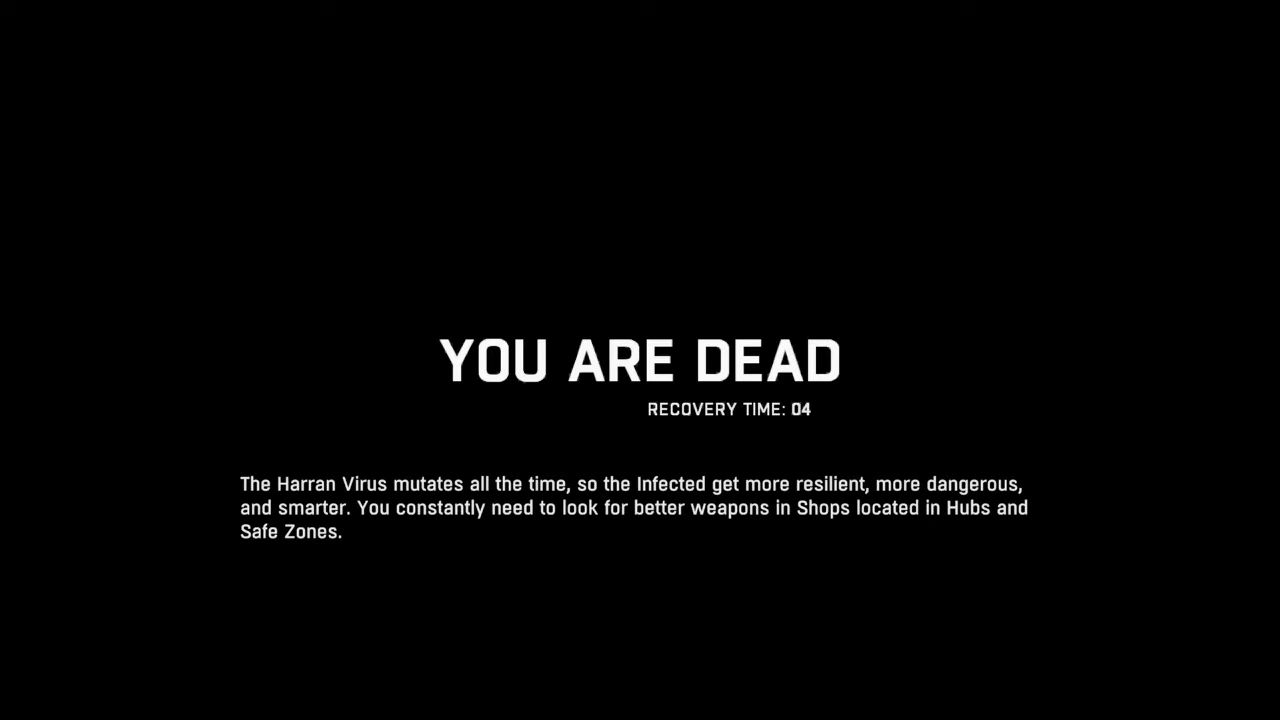 YOU ARE DEAD
RECOVERY TIME: 04
The Harran Virus mutates all the time, so the Infected get more resilient, more dangerous,
and smarter. You constantly need to look for better weapons in Shops located in Hubs and
Safe Zones.